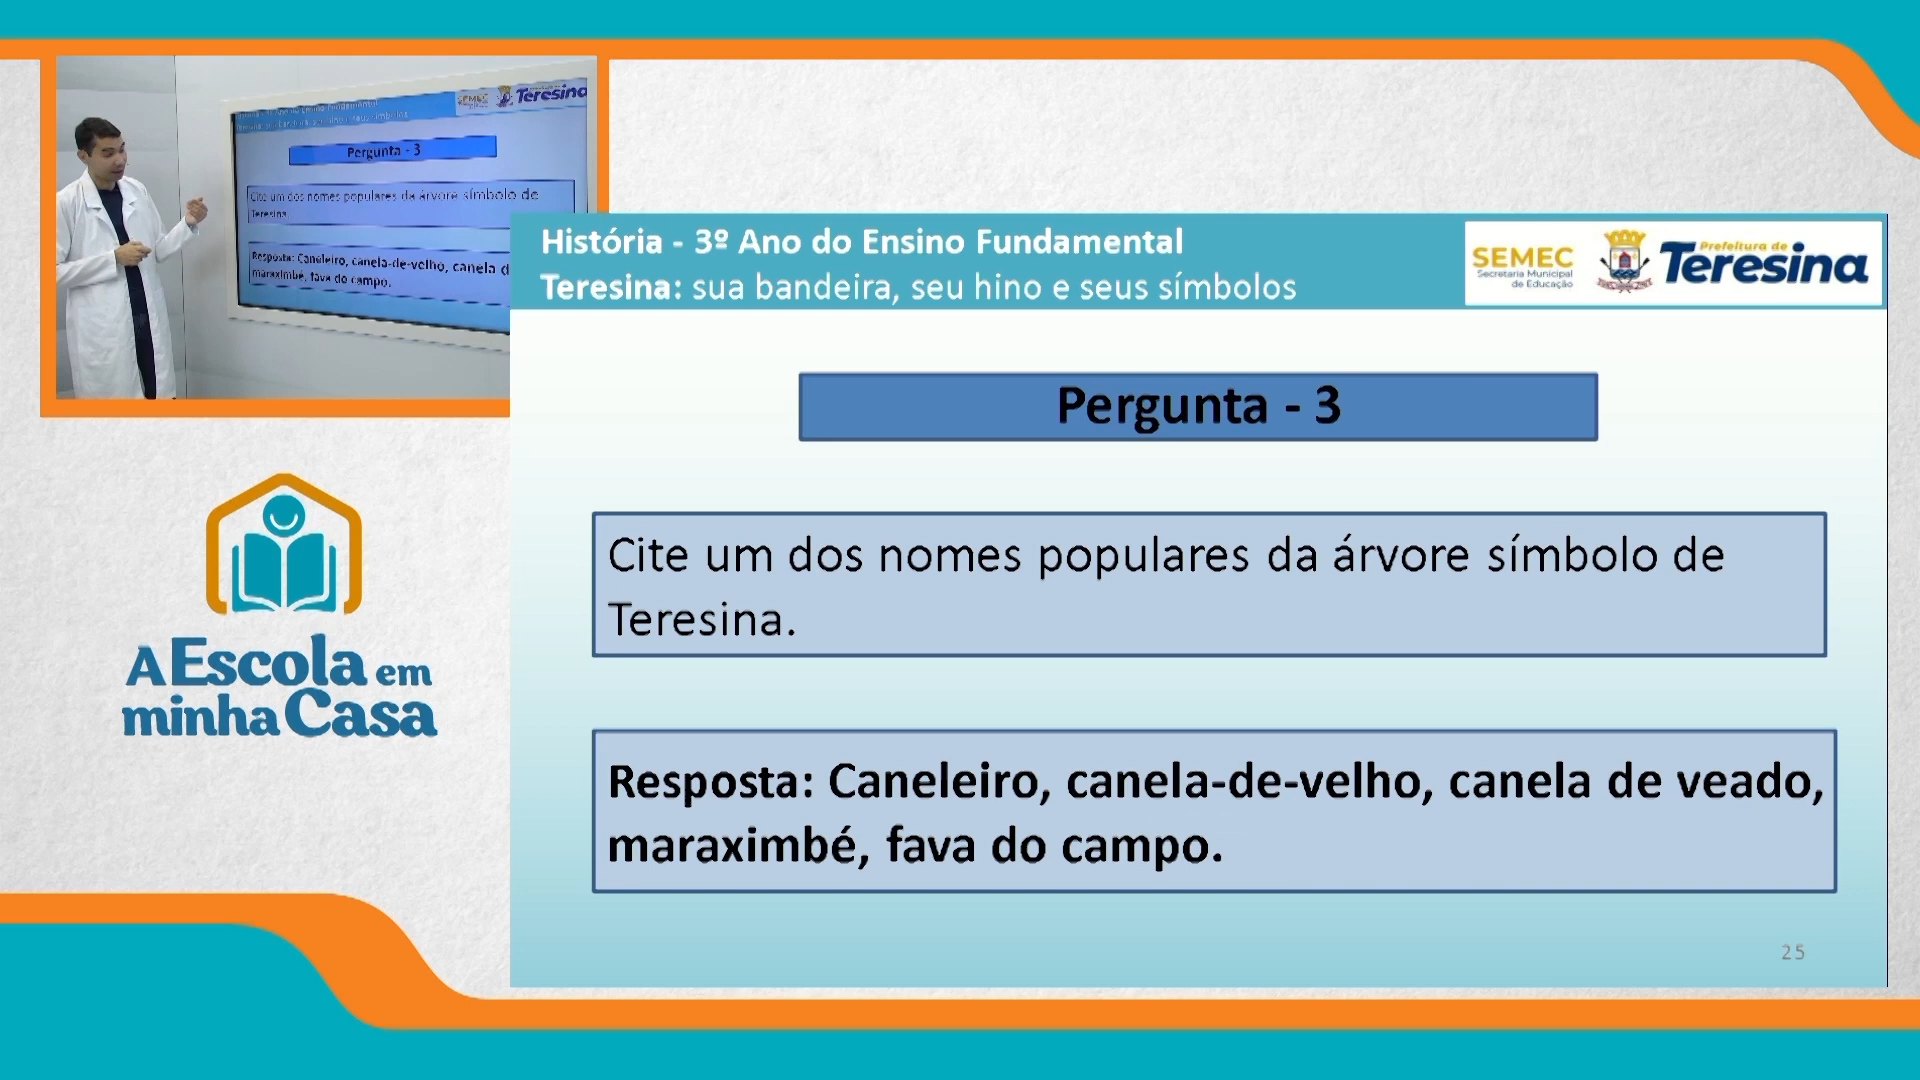 Teresina
Pergunta - 3
Cite um dos nomes populares da árvore símbolo de
Teresina
Resposta: Caneleiro, canela-de-velho, canela d
maraximbé, fava do campo.
História - 3º Ano do Ensino Fundamental
Teresina: sua bandeira, seu hino e seus símbolos
SEMEC
Secretaria Municipal
de Educação
Prefeitura de
Teresina
Pergunta - 3
Cite um dos nomes populares da árvore símbolo de
Teresina.
Resposta: Caneleiro, canela-de-velho, canela de veado,
maraximbé, fava do campo.
25
A Escola em
minha Casa